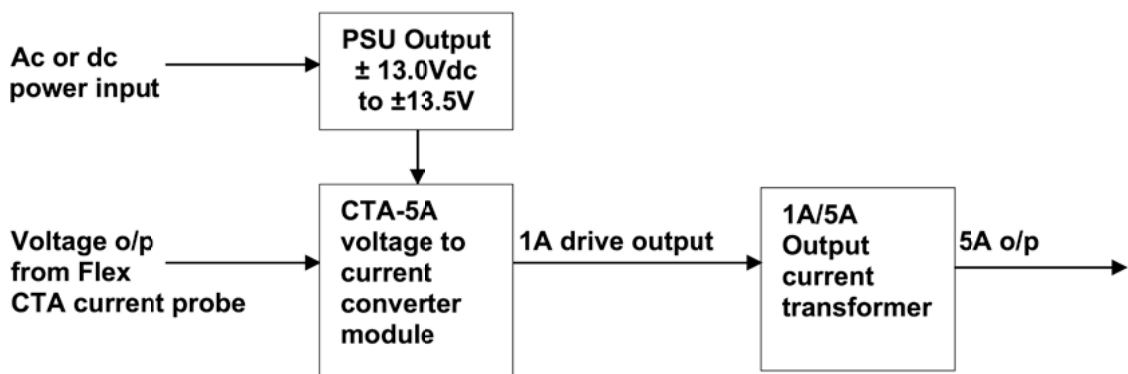 Ac or dc
power input
PSU Output
± 13.0Vdc
to ±13.5V
Voltage o/p
from Flex
CTA current probe
CTA-5A
voltage to
current
converter
module
1A drive output
1A/5A
Output
current
transformer
5A o/p